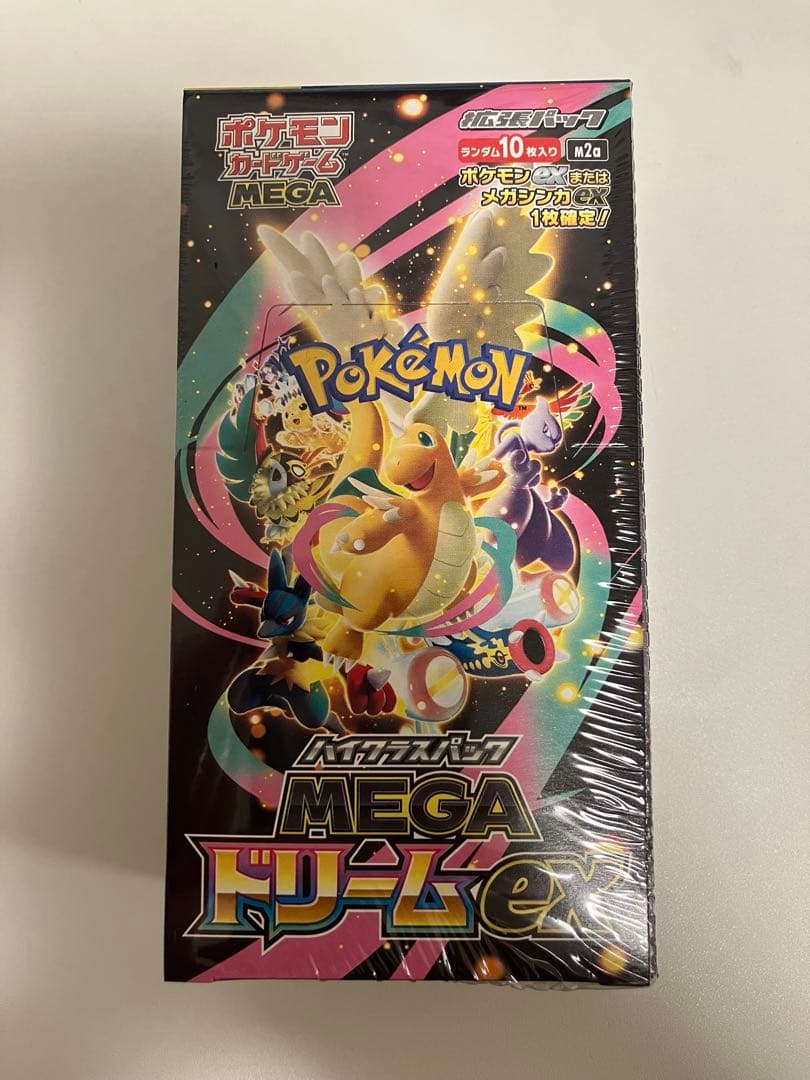 ポケモン
カードゲーム
MEGA
拡張パック
ランダム10枚入り M2a
ポケモンexまたは
メガシンカex
1枚確定!
POKéMON
TM
ハイクラスパック
MEGA
ドリームex